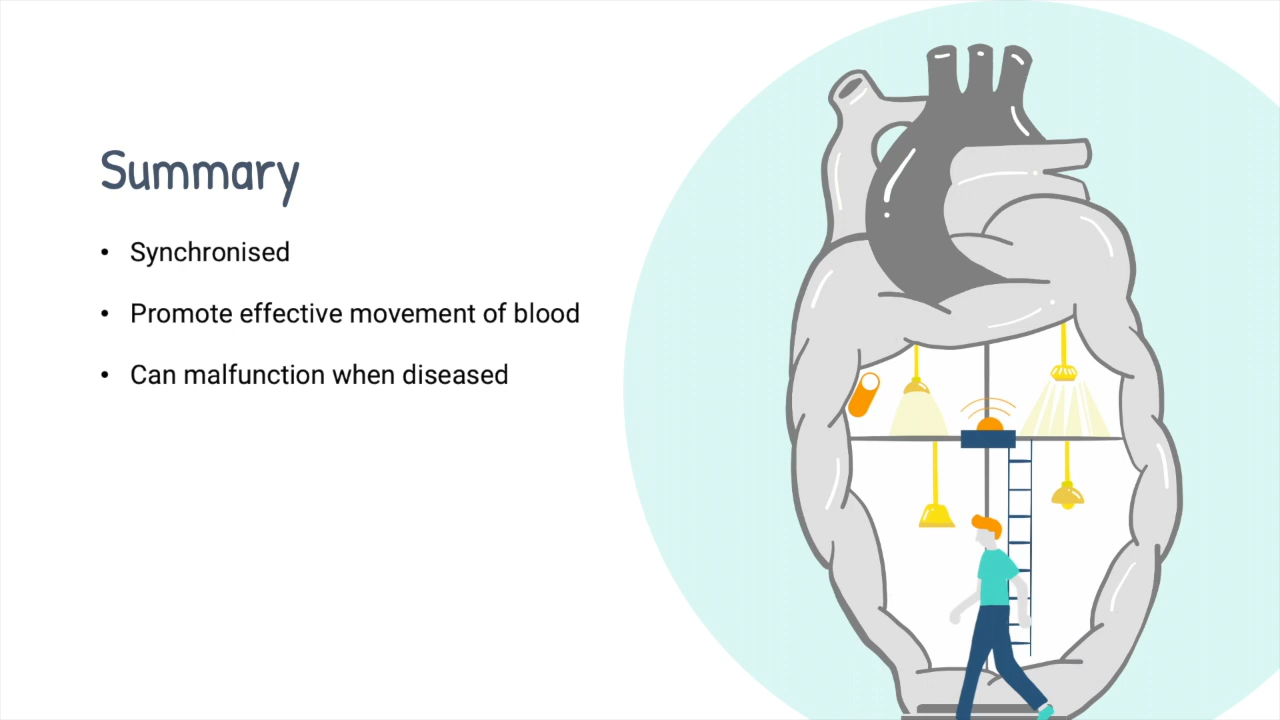 Summary
• Synchronised
• Promote effective movement of blood
• Can malfunction when diseased